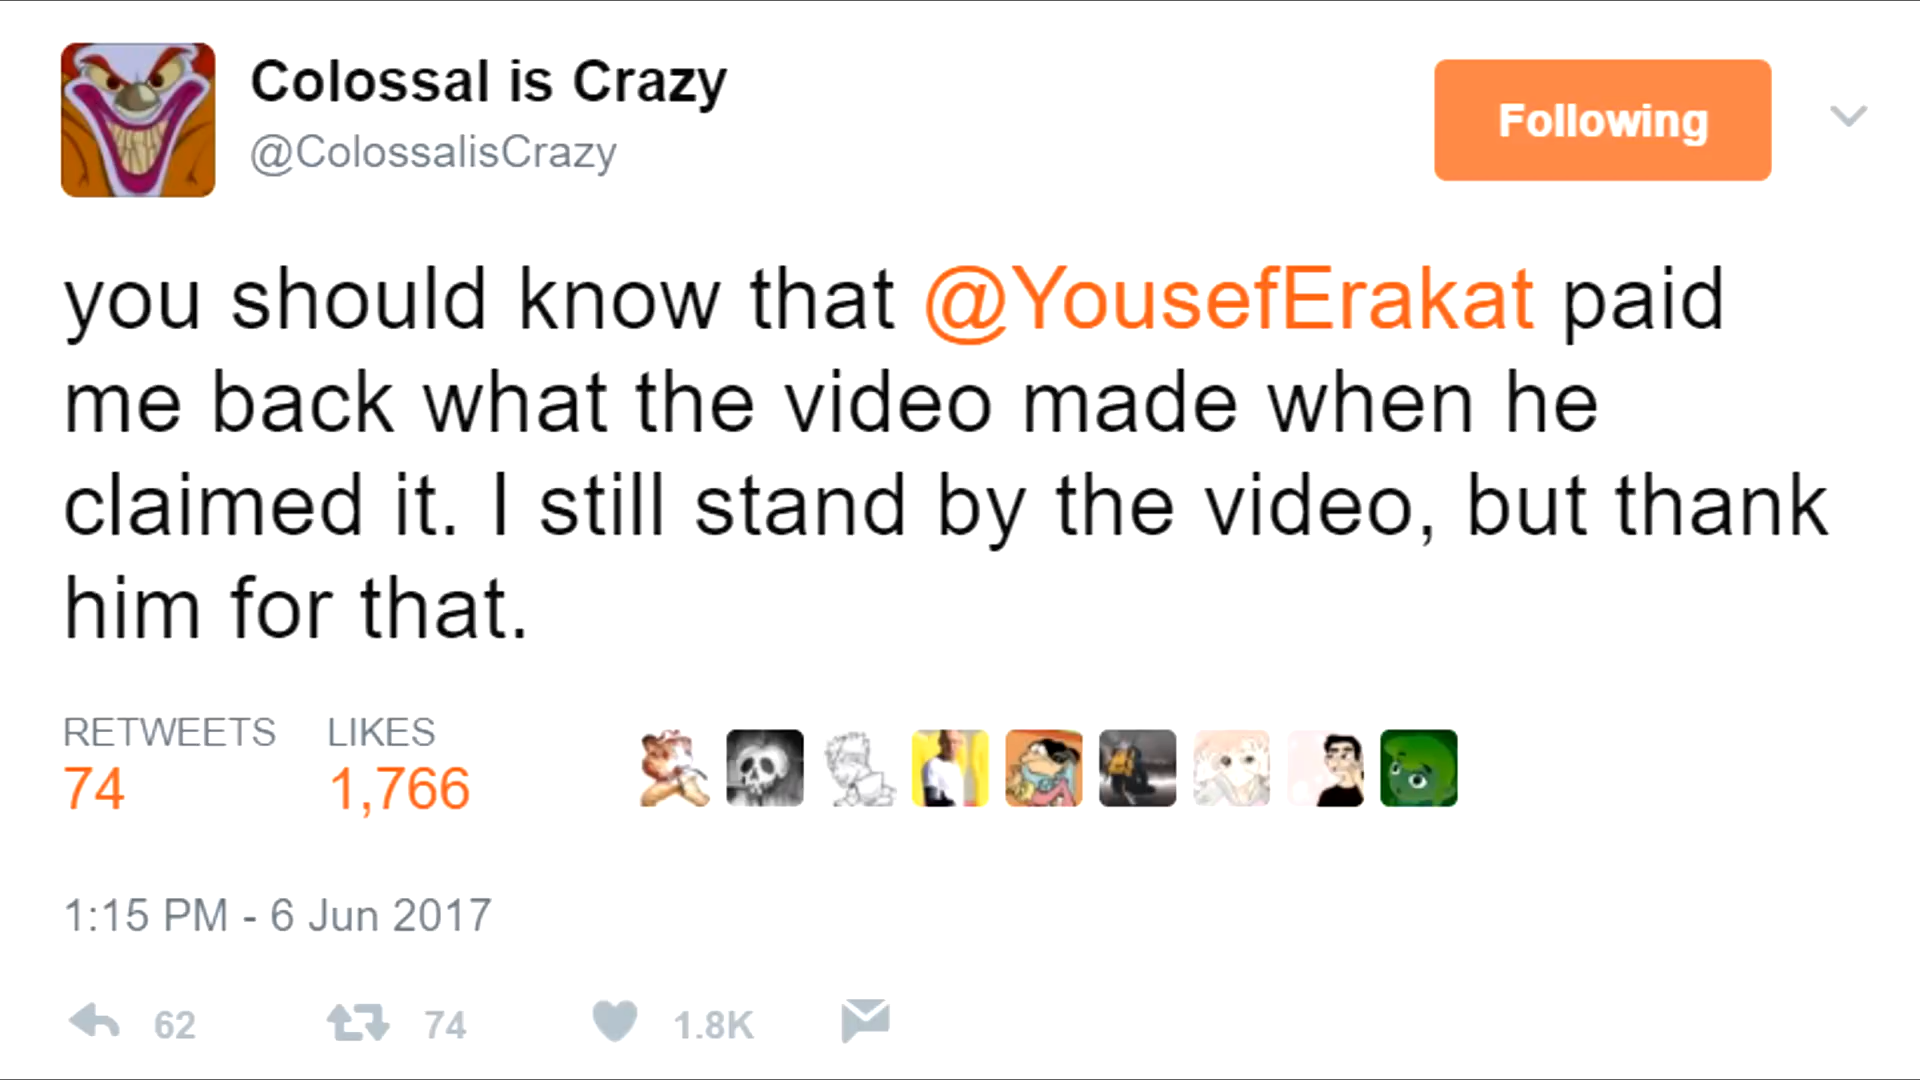 Colossal is Crazy
@ColossalisCrazy
Following
you should know that @YousefErakat paid
me back what the video made when he
claimed it. I still stand by the video, but thank
him for that.
RETWEETS LIKES
74 1,766
1:15 PM - 6 Jun 2017
62 74 1.8K